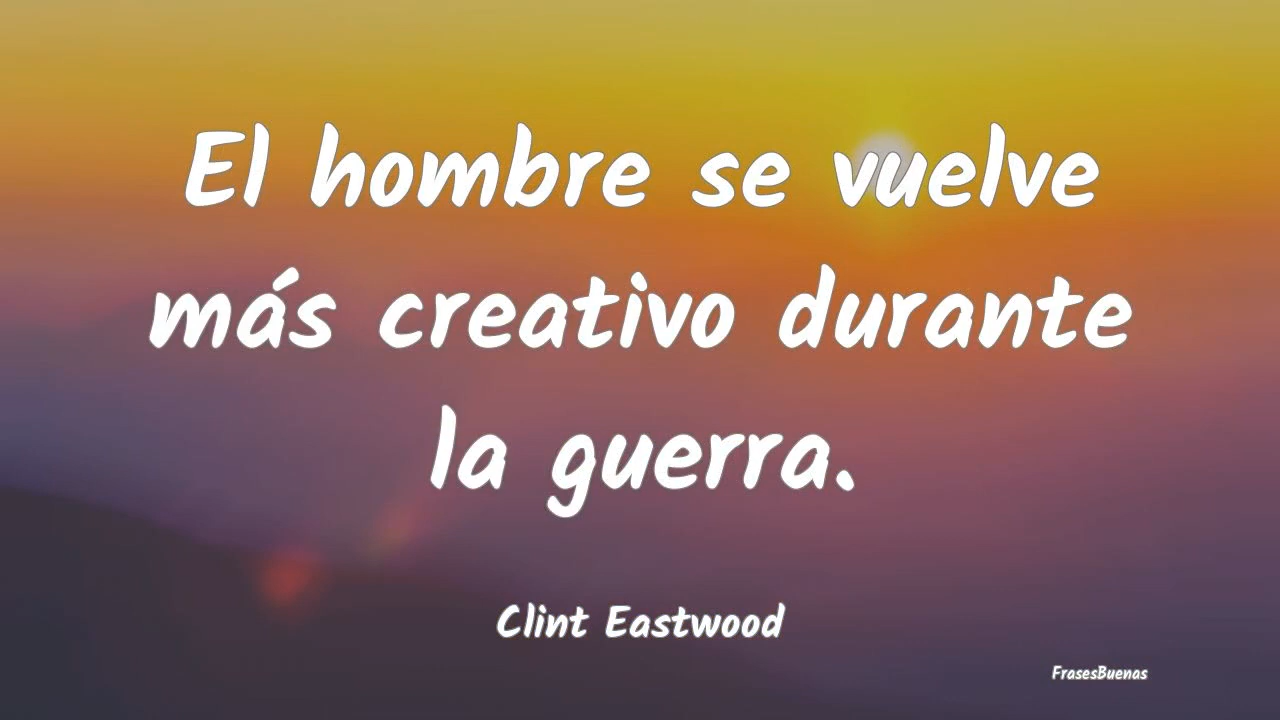 El hombre se vuelve
más creativo durante
la guerra.
Clint Eastwood
FrasesBuenas